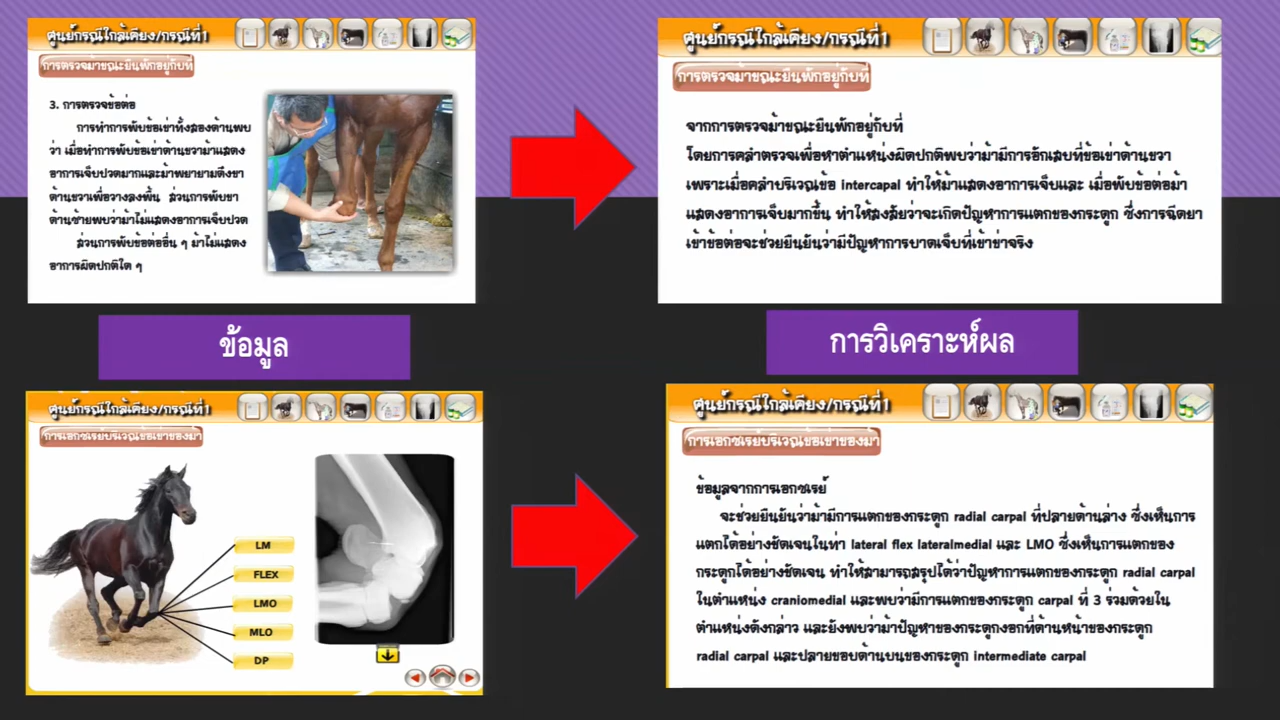 ศูนย์กรณีใกล้เคียง/กรณีที่1
การตรวจม้าขณะยืนพักอยู่กับที่
3. การตรวจข้อต่อ
การทำการพับข้อเข่าทั้งสองด้านพบ
ว่า เมื่อทำการพับข้อเข่าด้านขวาม้าแสดง
อาการเจ็บปวดมากและม้าพยายามดึงขา
ด้านขวาเพื่อวางลงพื้น ส่วนการพับขา
ด้านซ้ายพบว่าม้าไม่แสดงอาการเจ็บปวด
ส่วนการพับข้อต่ออื่น ๆ ม้าไม่แสดง
อาการผิดปกติใด ๆ
ศูนย์กรณีใกล้เคียง/กรณีที่1
การตรวจม้าขณะยืนพักอยู่กับที่
จากการตรวจม้าขณะยืนพักอยู่กับที่
โดยการคลำตรวจเพื่อหาตำแหน่งผิดปกติพบว่าม้ามีการอักเสบที่ข้อเข่าด้านขวา
เพราะเมื่อคลำบริเวณข้อ intercapal ทำให้ม้าแสดงอาการเจ็บและ เมื่อพับข้อต่อม้า
แสดงอาการเจ็บมากขึ้น ทำให้สงสัยว่าจะเกิดปัญหาการแตกของกระดูก ซึ่งการฉีดยา
เข้าข้อต่อจะช่วยยืนยันว่ามีปัญหาการบาดเจ็บที่เข้าข่าจริง
ข้อมูล
การวิเคราะห์ผล
ศูนย์กรณีใกล้เคียง/กรณีที่1
การเอกซเรย์บริเวณข้อเข่าของม้า
LM
FLEX
LMO
MLO
DP
ศูนย์กรณีใกล้เคียง/กรณีที่1
การเอกซเรย์บริเวณข้อเข่าของม้า
ข้อมูลจากการเอกซเรย์
จะช่วยยืนยันว่าม้ามีการแตกของกระดูก radial carpal ที่ปลายด้านล่าง ซึ่งเห็นการ
แตกได้อย่างชัดเจนในท่า lateral flex lateralmedial และ LMO ซึ่งเห็นการแตกของ
กระดูกได้อย่างชัดเจน ทำให้สามารถสรุปได้ว่าปัญหาการแตกของกระดูก radial carpal
ในตำแหน่ง craniomedial และพบว่ามีการแตกของกระดูก carpal ที่ 3 ร่วมด้วยใน
ตำแหน่งดังกล่าว และยังพบว่าม้าปัญหาของกระดูกงอกที่ด้านหน้าของกระดูก
radial carpal และปลายขอบด้านบนของกระดูก intermediate carpal